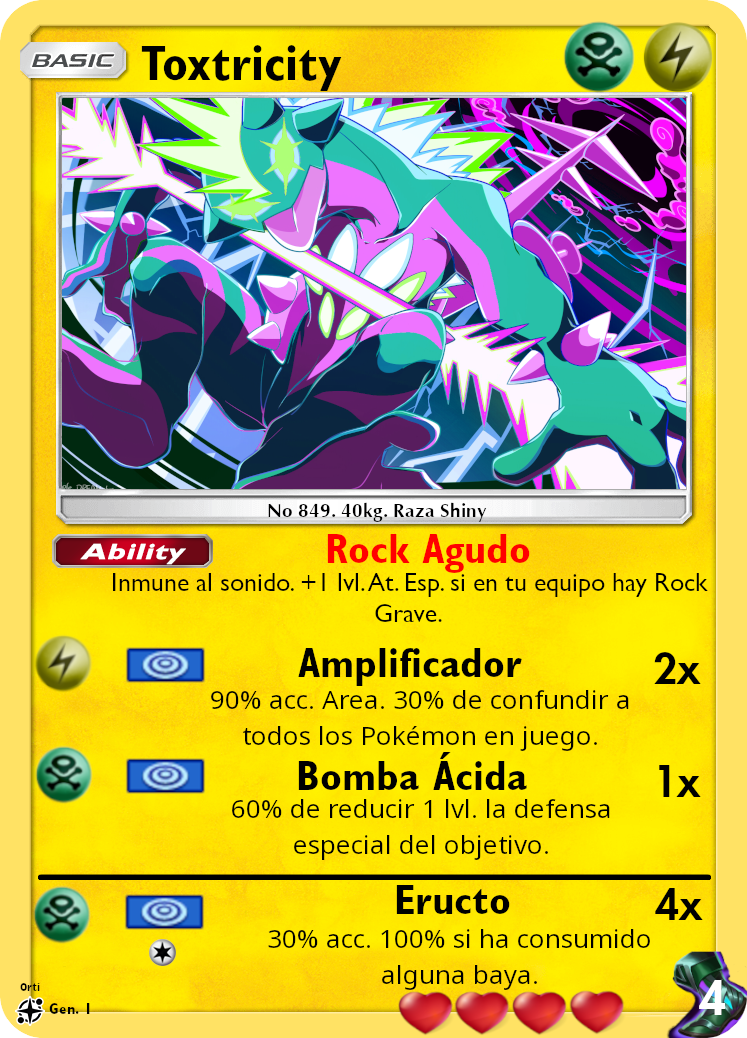 BASIC
Toxtricity
No 849. 40kg. Raza Shiny
Ability
Rock Agudo
Inmune al sonido. +1 lvl. At. Esp. si en tu equipo hay Rock
Grave.
Amplificador 2x
90% acc. Area. 30% de confundir a
todos los Pokémon en juego.
Bomba Ácida 1x
60% de reducir 1 lvl. la defensa
especial del objetivo.
Eructo 4x
30% acc. 100% si ha consumido
alguna baya.
4
Orti
Gen. 1